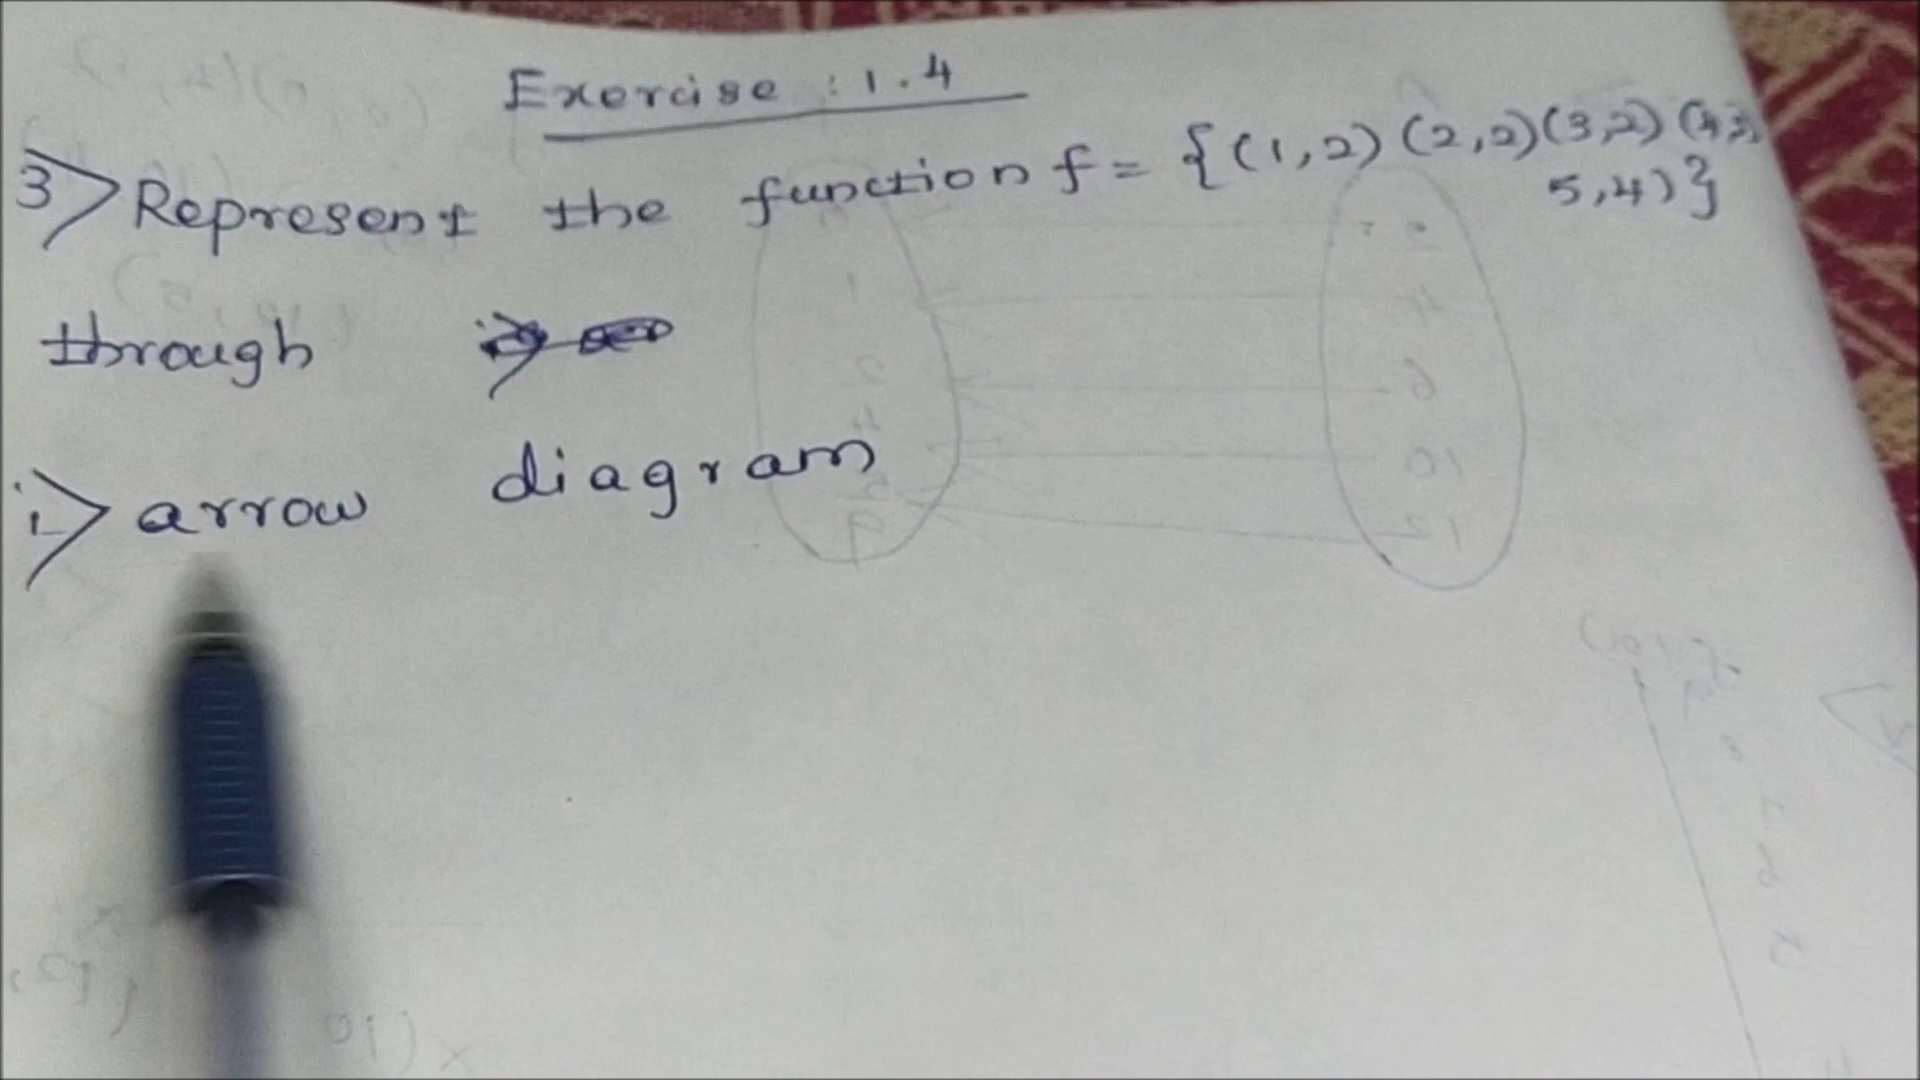 Exercise : 1.4
3> Represent the function f = {(1,2) (2,2) (3,2) (4,3)
5,4)}
through
i> arrow diagram